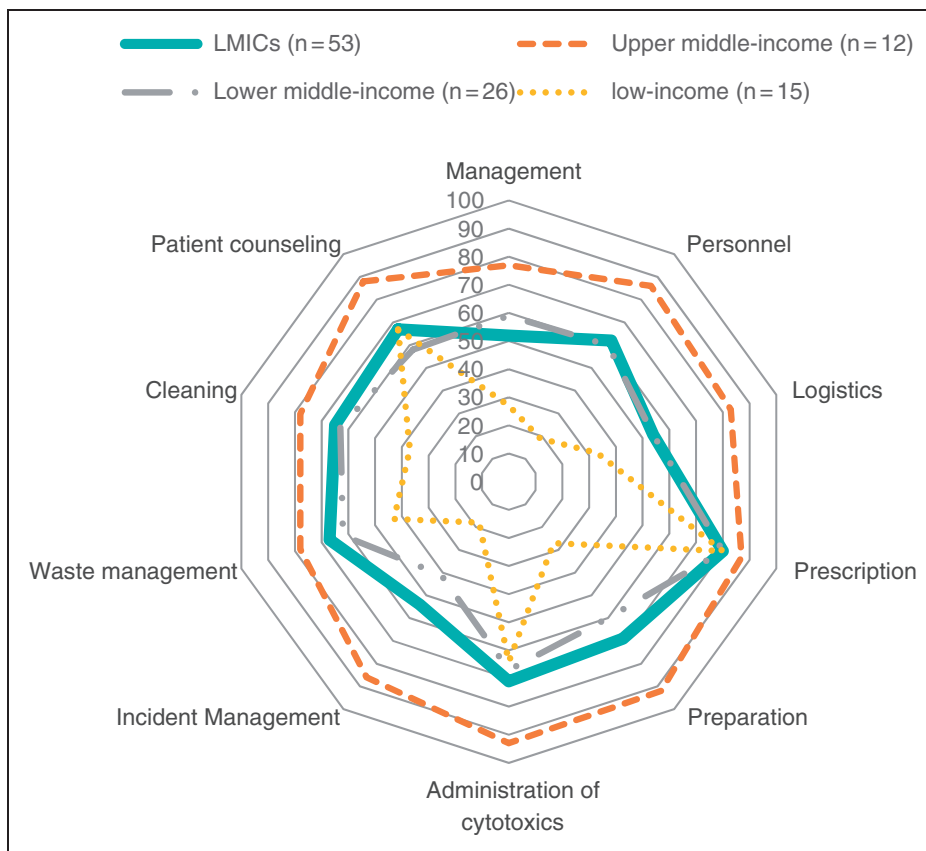 LMICs (n = 53)
Upper middle-income (n = 12)
Lower middle-income (n = 26)
low-income (n = 15)
Management
100
90
80
70
60
50
40
30
20
10
0
Patient counseling
Personnel
Cleaning
Logistics
Waste management
Prescription
Incident Management
Preparation
Administration of
cytotoxics